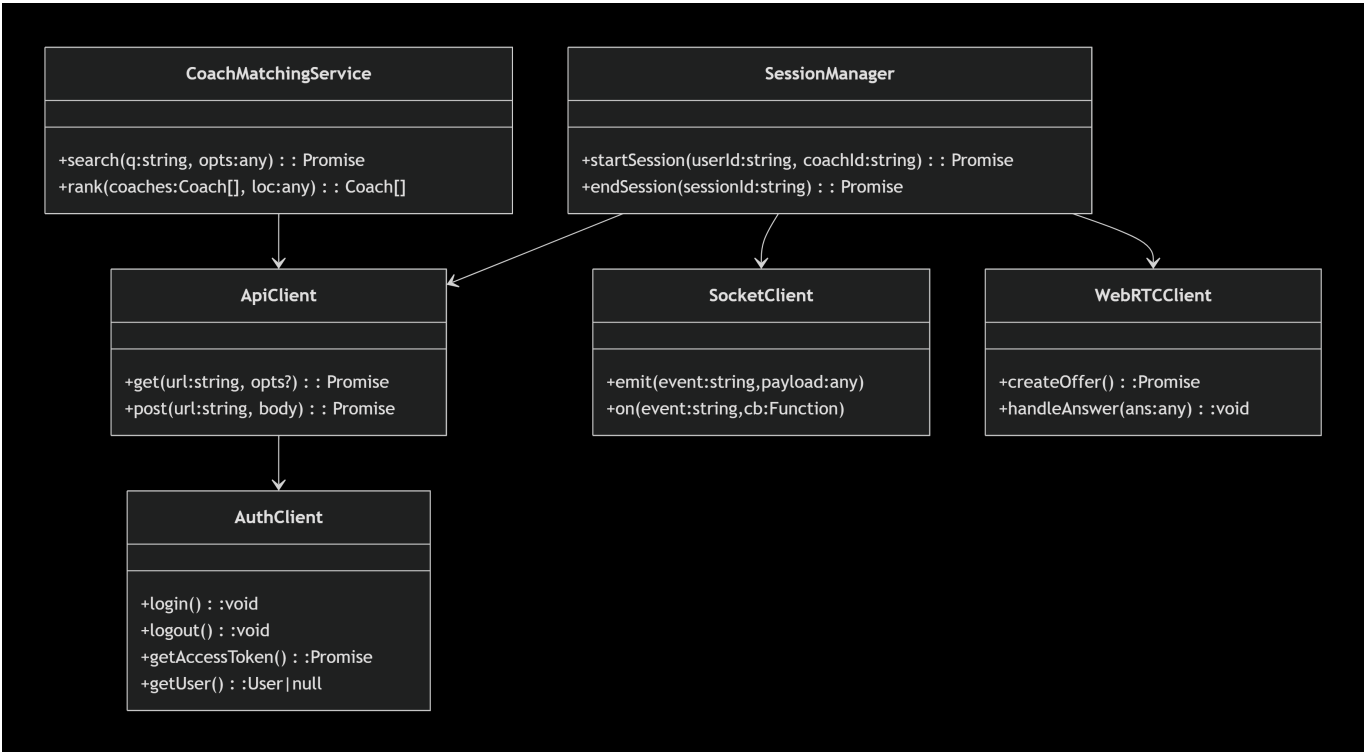 CoachMatchingService
+search(q:string, opts:any) : : Promise
+rank(coaches:Coach[], loc:any) : : Coach[]
SessionManager
+startSession(userId:string, coachId:string) : : Promise
+endSession(sessionId:string) : : Promise
ApiClient
+get(url:string, opts?) : : Promise
+post(url:string, body) : : Promise
SocketClient
+emit(event:string,payload:any)
+on(event:string,cb:Function)
WebRTCClient
+createOffer() : :Promise
+handleAnswer(ans:any) : :void
AuthClient
+login() : :void
+logout() : :void
+getAccessToken() : :Promise
+getUser() : :User|null